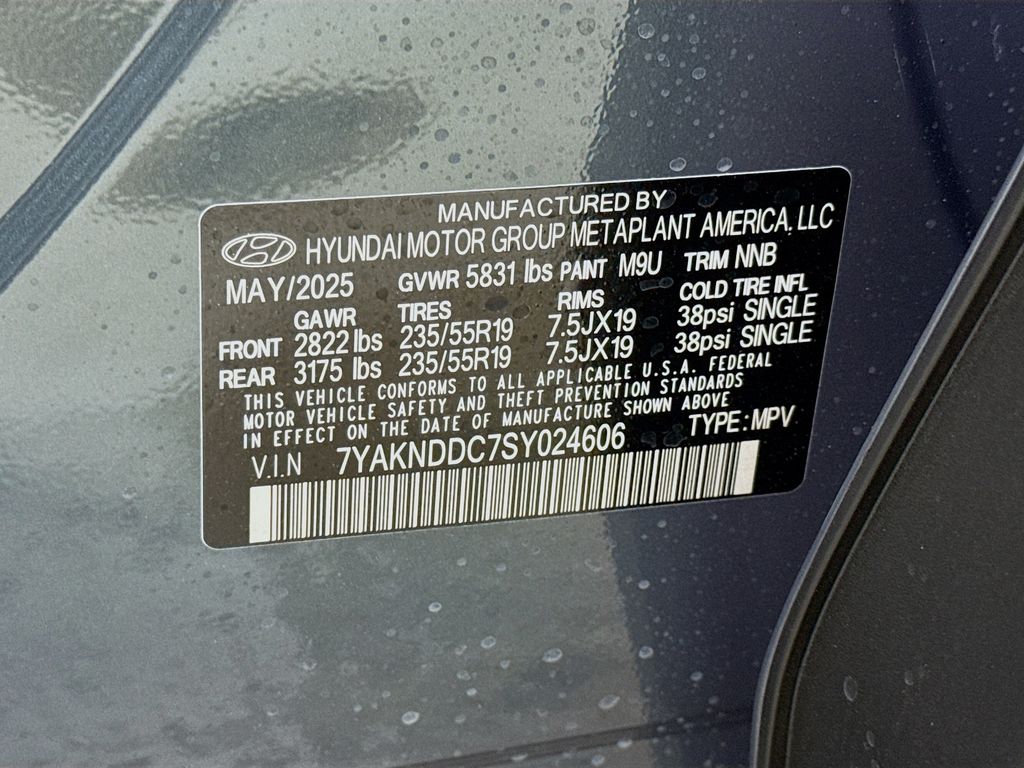 MANUFACTURED BY
HYUNDAI MOTOR GROUP METAPLANT AMERICA, LLC
MAY/2025 GVWR 5831 lbs PAINT M9U TRIM NNB
GAWR TIRES RIMS COLD TIRE INFL
FRONT 2822 lbs 235/55R19 7.5JX19 38psi SINGLE
REAR 3175 lbs 235/55R19 7.5JX19 38psi SINGLE
THIS VEHICLE CONFORMS TO ALL APPLICABLE U.S.A. FEDERAL
MOTOR VEHICLE SAFETY AND THEFT PREVENTION STANDARDS
IN EFFECT ON THE DATE OF MANUFACTURE SHOWN ABOVE
V.I.N 7YAKNDDC7SY024606 TYPE: MPV